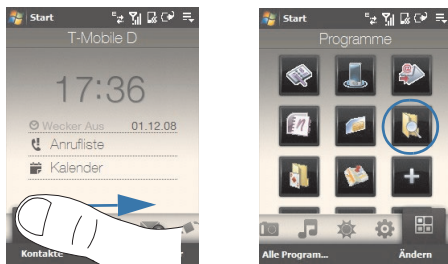 Start
T-Mobile D
17:36
Wecker Aus 01.12.08
Anrufliste
Kalender
Kontakte
Start
Programme
Alle Program... Ändern